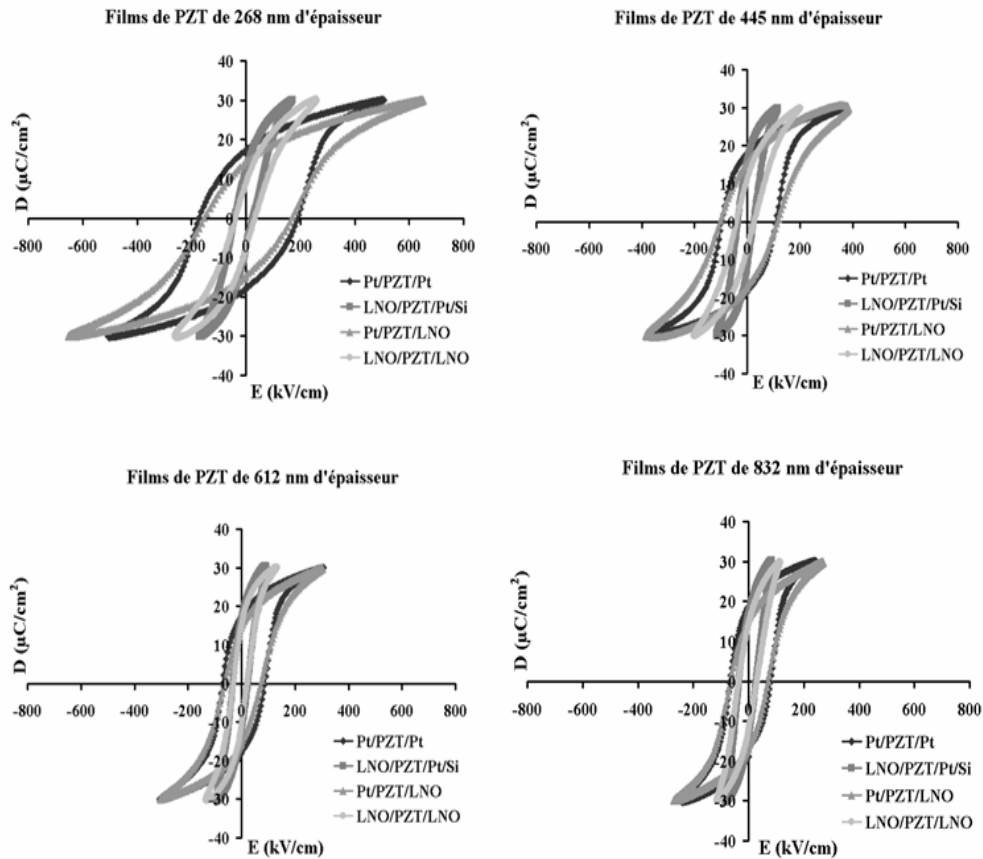 Films de PZT de 268 nm d'épaisseur
D (µC/cm²)
40
30
20
10
0
-10
-20
-30
-40
-800 -600 -400 -200 0 200 400 600 800
Pt/PZT/Pt
LNO/PZT/Pt/Si
Pt/PZT/LNO
LNO/PZT/LNO
E (kV/cm)
Films de PZT de 445 nm d'épaisseur
D (µC/cm²)
40
30
20
10
0
-10
-20
-30
-40
-800 -600 -400 -200 0 200 400 600 800
Pt/PZT/Pt
LNO/PZT/Pt/Si
Pt/PZT/LNO
LNO/PZT/LNO
E (kV/cm)
Films de PZT de 612 nm d'épaisseur
D (µC/cm²)
40
30
20
10
0
-10
-20
-30
-40
-800 -600 -400 -200 0 200 400 600 800
Pt/PZT/Pt
LNO/PZT/Pt/Si
Pt/PZT/LNO
LNO/PZT/LNO
E (kV/cm)
Films de PZT de 832 nm d'épaisseur
D (µC/cm²)
40
30
20
10
0
-10
-20
-30
-40
-800 -600 -400 -200 0 200 400 600 800
Pt/PZT/Pt
LNO/PZT/Pt/Si
Pt/PZT/LNO
LNO/PZT/LNO
E (kV/cm)